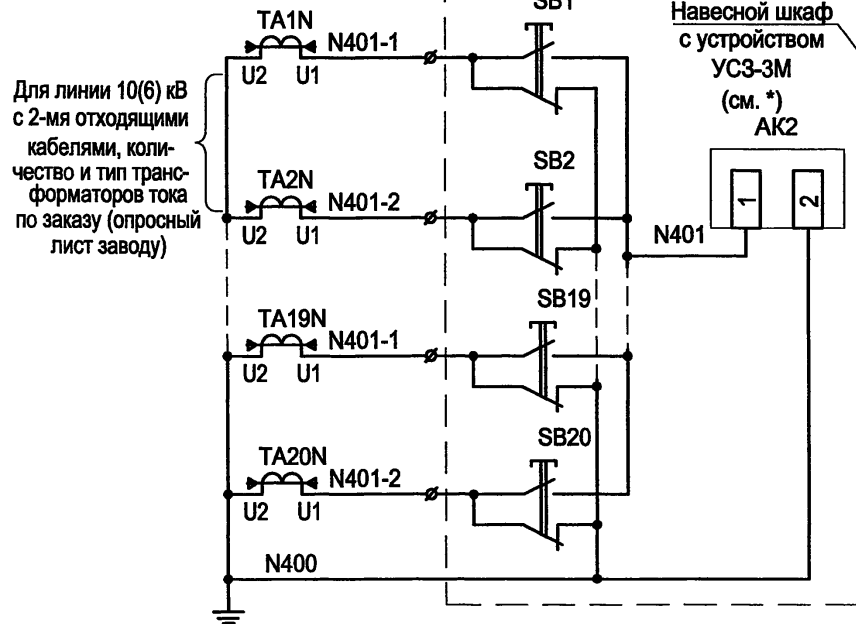 SB1
Навесной шкаф
с устройством
УСЗ-3М
(см. *)
АК2
1
2
TA1N
N401-1
U2
U1
Для линии 10(6) кВ
с 2-мя отходящими
кабелями, коли-
чество и тип транс-
форматоров тока
по заказу (опросный
лист заводу)
TA2N
N401-2
U2
U1
SB2
N401
TA19N
N401-1
U2
U1
SB19
TA20N
N401-2
U2
U1
SB20
N400